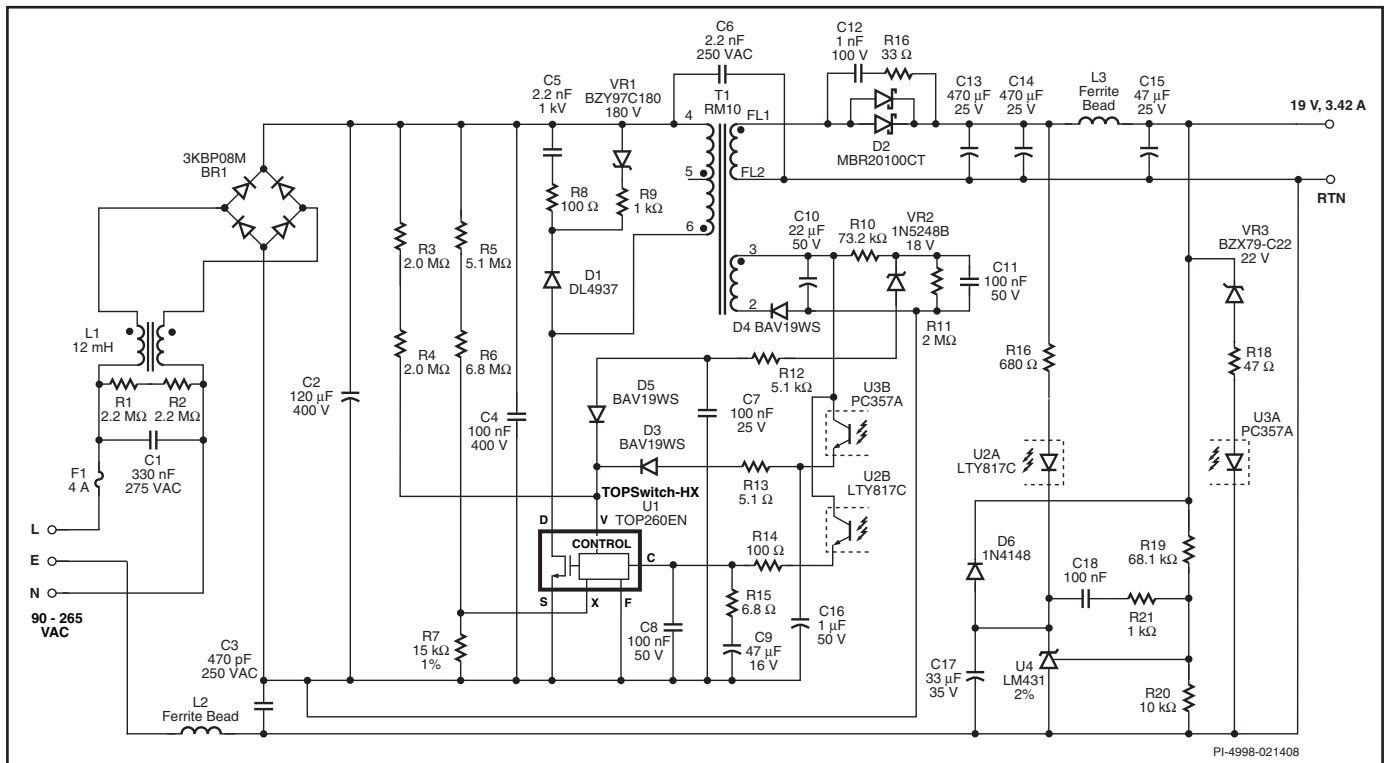 C6
2.2 nF
250 VAC
C12
1 nF
100 V
R16
33 Ω
C5
2.2 nF
1 kV
VR1
BZY97C180
180 V
T1
RM10
4
5
6
FL1
FL2
D2
MBR20100CT
C13
470 µF
25 V
C14
470 µF
25 V
L3
Ferrite
Bead
C15
47 µF
25 V
19 V, 3.42 A
RTN
3KBP08M
BR1
R8
100 Ω
R9
1 kΩ
R3
2.0 MΩ
R5
5.1 MΩ
D1
DL4937
C10
22 µF
50 V
R10
73.2 kΩ
VR2
1N5248B
18 V
3
2
D4 BAV19WS
R11
2 MΩ
C11
100 nF
50 V
VR3
BZX79-C22
22 V
L1
12 mH
R1
2.2 MΩ
R2
2.2 MΩ
C1
330 nF
275 VAC
F1
4 A
C2
120 µF
400 V
R4
2.0 MΩ
R6
6.8 MΩ
C4
100 nF
400 V
D5
BAV19WS
D3
BAV19WS
R12
5.1 kΩ
C7
100 nF
25 V
U3B
PC357A
R13
5.1 Ω
U2B
LTY817C
R16
680 Ω
U2A
LTY817C
R18
47 Ω
U3A
PC357A
TOPSwitch-HX
U1
TOP260EN
D
V
CONTROL
C
S
X
F
R14
100 Ω
R15
6.8 Ω
C8
100 nF
50 V
C9
47 µF
16 V
C16
1 µF
50 V
R7
15 kΩ
1%
L
E
N
90 - 265
VAC
C3
470 pF
250 VAC
L2
Ferrite Bead
D6
1N4148
C18
100 nF
R19
68.1 kΩ
R21
1 kΩ
C17
33 µF
35 V
U4
LM431
2%
R20
10 kΩ
PI-4998-021408